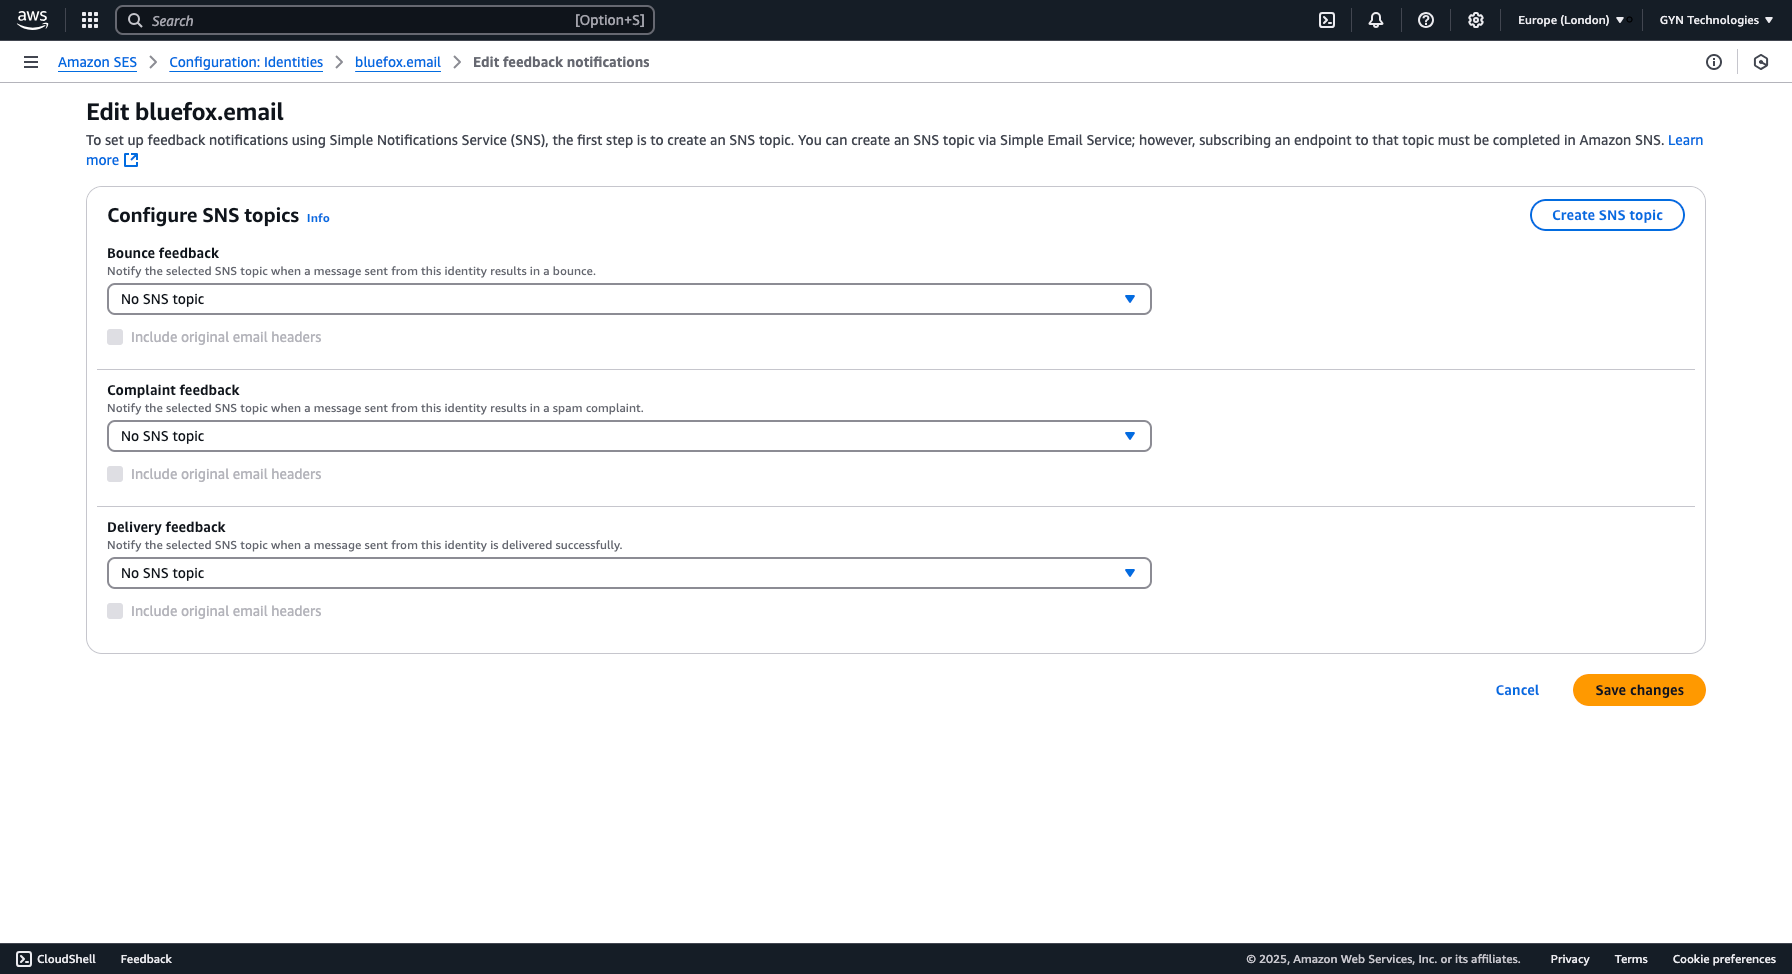 aws
Search
[Option+S]
Europe (London)
GYN Technologies
Amazon SES
Configuration: Identities
bluefox.email
Edit feedback notifications
Edit bluefox.email
To set up feedback notifications using Simple Notifications Service (SNS), the first step is to create an SNS topic. You can create an SNS topic via Simple Email Service; however, subscribing an endpoint to that topic must be completed in Amazon SNS. Learn
more
Configure SNS topics Info
Create SNS topic
Bounce feedback
Notify the selected SNS topic when a message sent from this identity results in a bounce.
No SNS topic
Include original email headers
Complaint feedback
Notify the selected SNS topic when a message sent from this identity results in a spam complaint.
No SNS topic
Include original email headers
Delivery feedback
Notify the selected SNS topic when a message sent from this identity is delivered successfully.
No SNS topic
Include original email headers
Cancel
Save changes
CloudShell
Feedback
© 2025, Amazon Web Services, Inc. or its affiliates.
Privacy
Terms
Cookie preferences